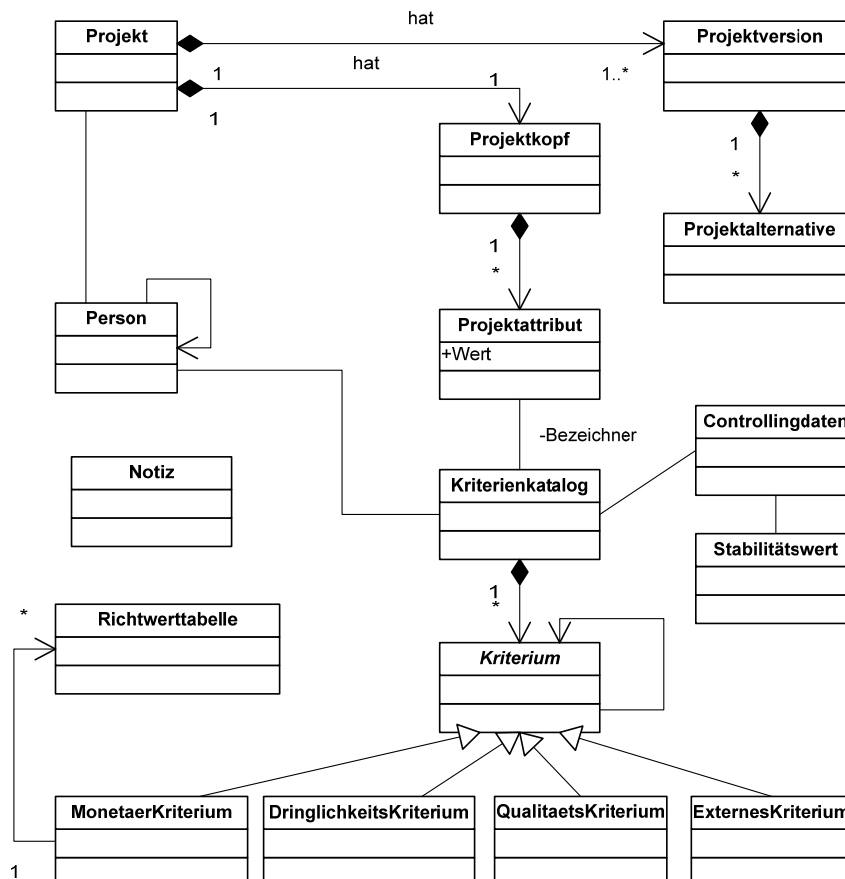 hat
Projekt
Projektversion
hat
1
1
1..*
1
Projektkopf
1
*
1
*
Projektalternative
Person
Projektattribut
+Wert
-Bezeichner
Controllingdaten
Notiz
Kriterienkatalog
Stabilitätswert
1
*
*
Richtwerttabelle
Kriterium
MonetaerKriterium
DringlichkeitsKriterium
QualitaetsKriterium
ExternesKriterium
1